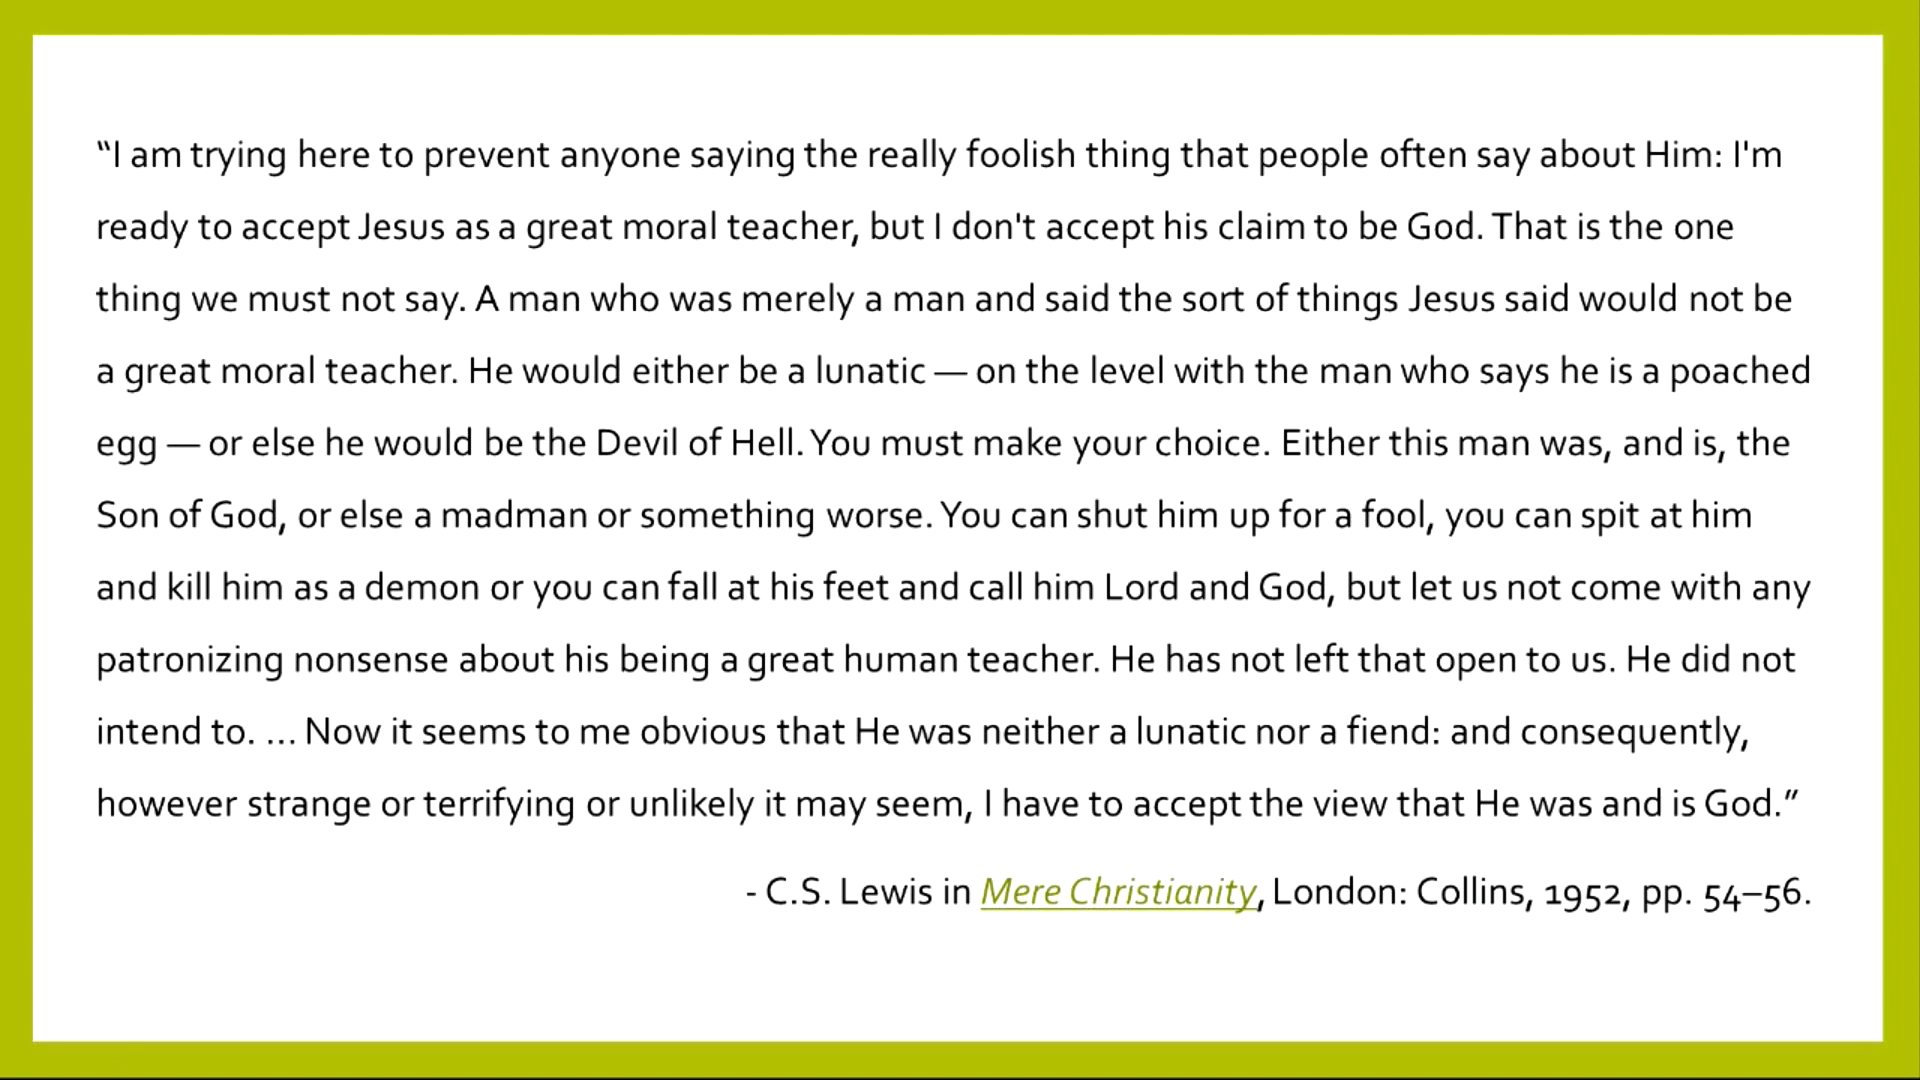 “I am trying here to prevent anyone saying the really foolish thing that people often say about Him: I'm
ready to accept Jesus as a great moral teacher, but I don't accept his claim to be God. That is the one
thing we must not say. A man who was merely a man and said the sort of things Jesus said would not be
a great moral teacher. He would either be a lunatic — on the level with the man who says he is a poached
egg — or else he would be the Devil of Hell. You must make your choice. Either this man was, and is, the
Son of God, or else a madman or something worse. You can shut him up for a fool, you can spit at him
and kill him as a demon or you can fall at his feet and call him Lord and God, but let us not come with any
patronizing nonsense about his being a great human teacher. He has not left that open to us. He did not
intend to. ... Now it seems to me obvious that He was neither a lunatic nor a fiend: and consequently,
however strange or terrifying or unlikely it may seem, I have to accept the view that He was and is God.”
- C.S. Lewis in Mere Christianity, London: Collins, 1952, pp. 54–56.